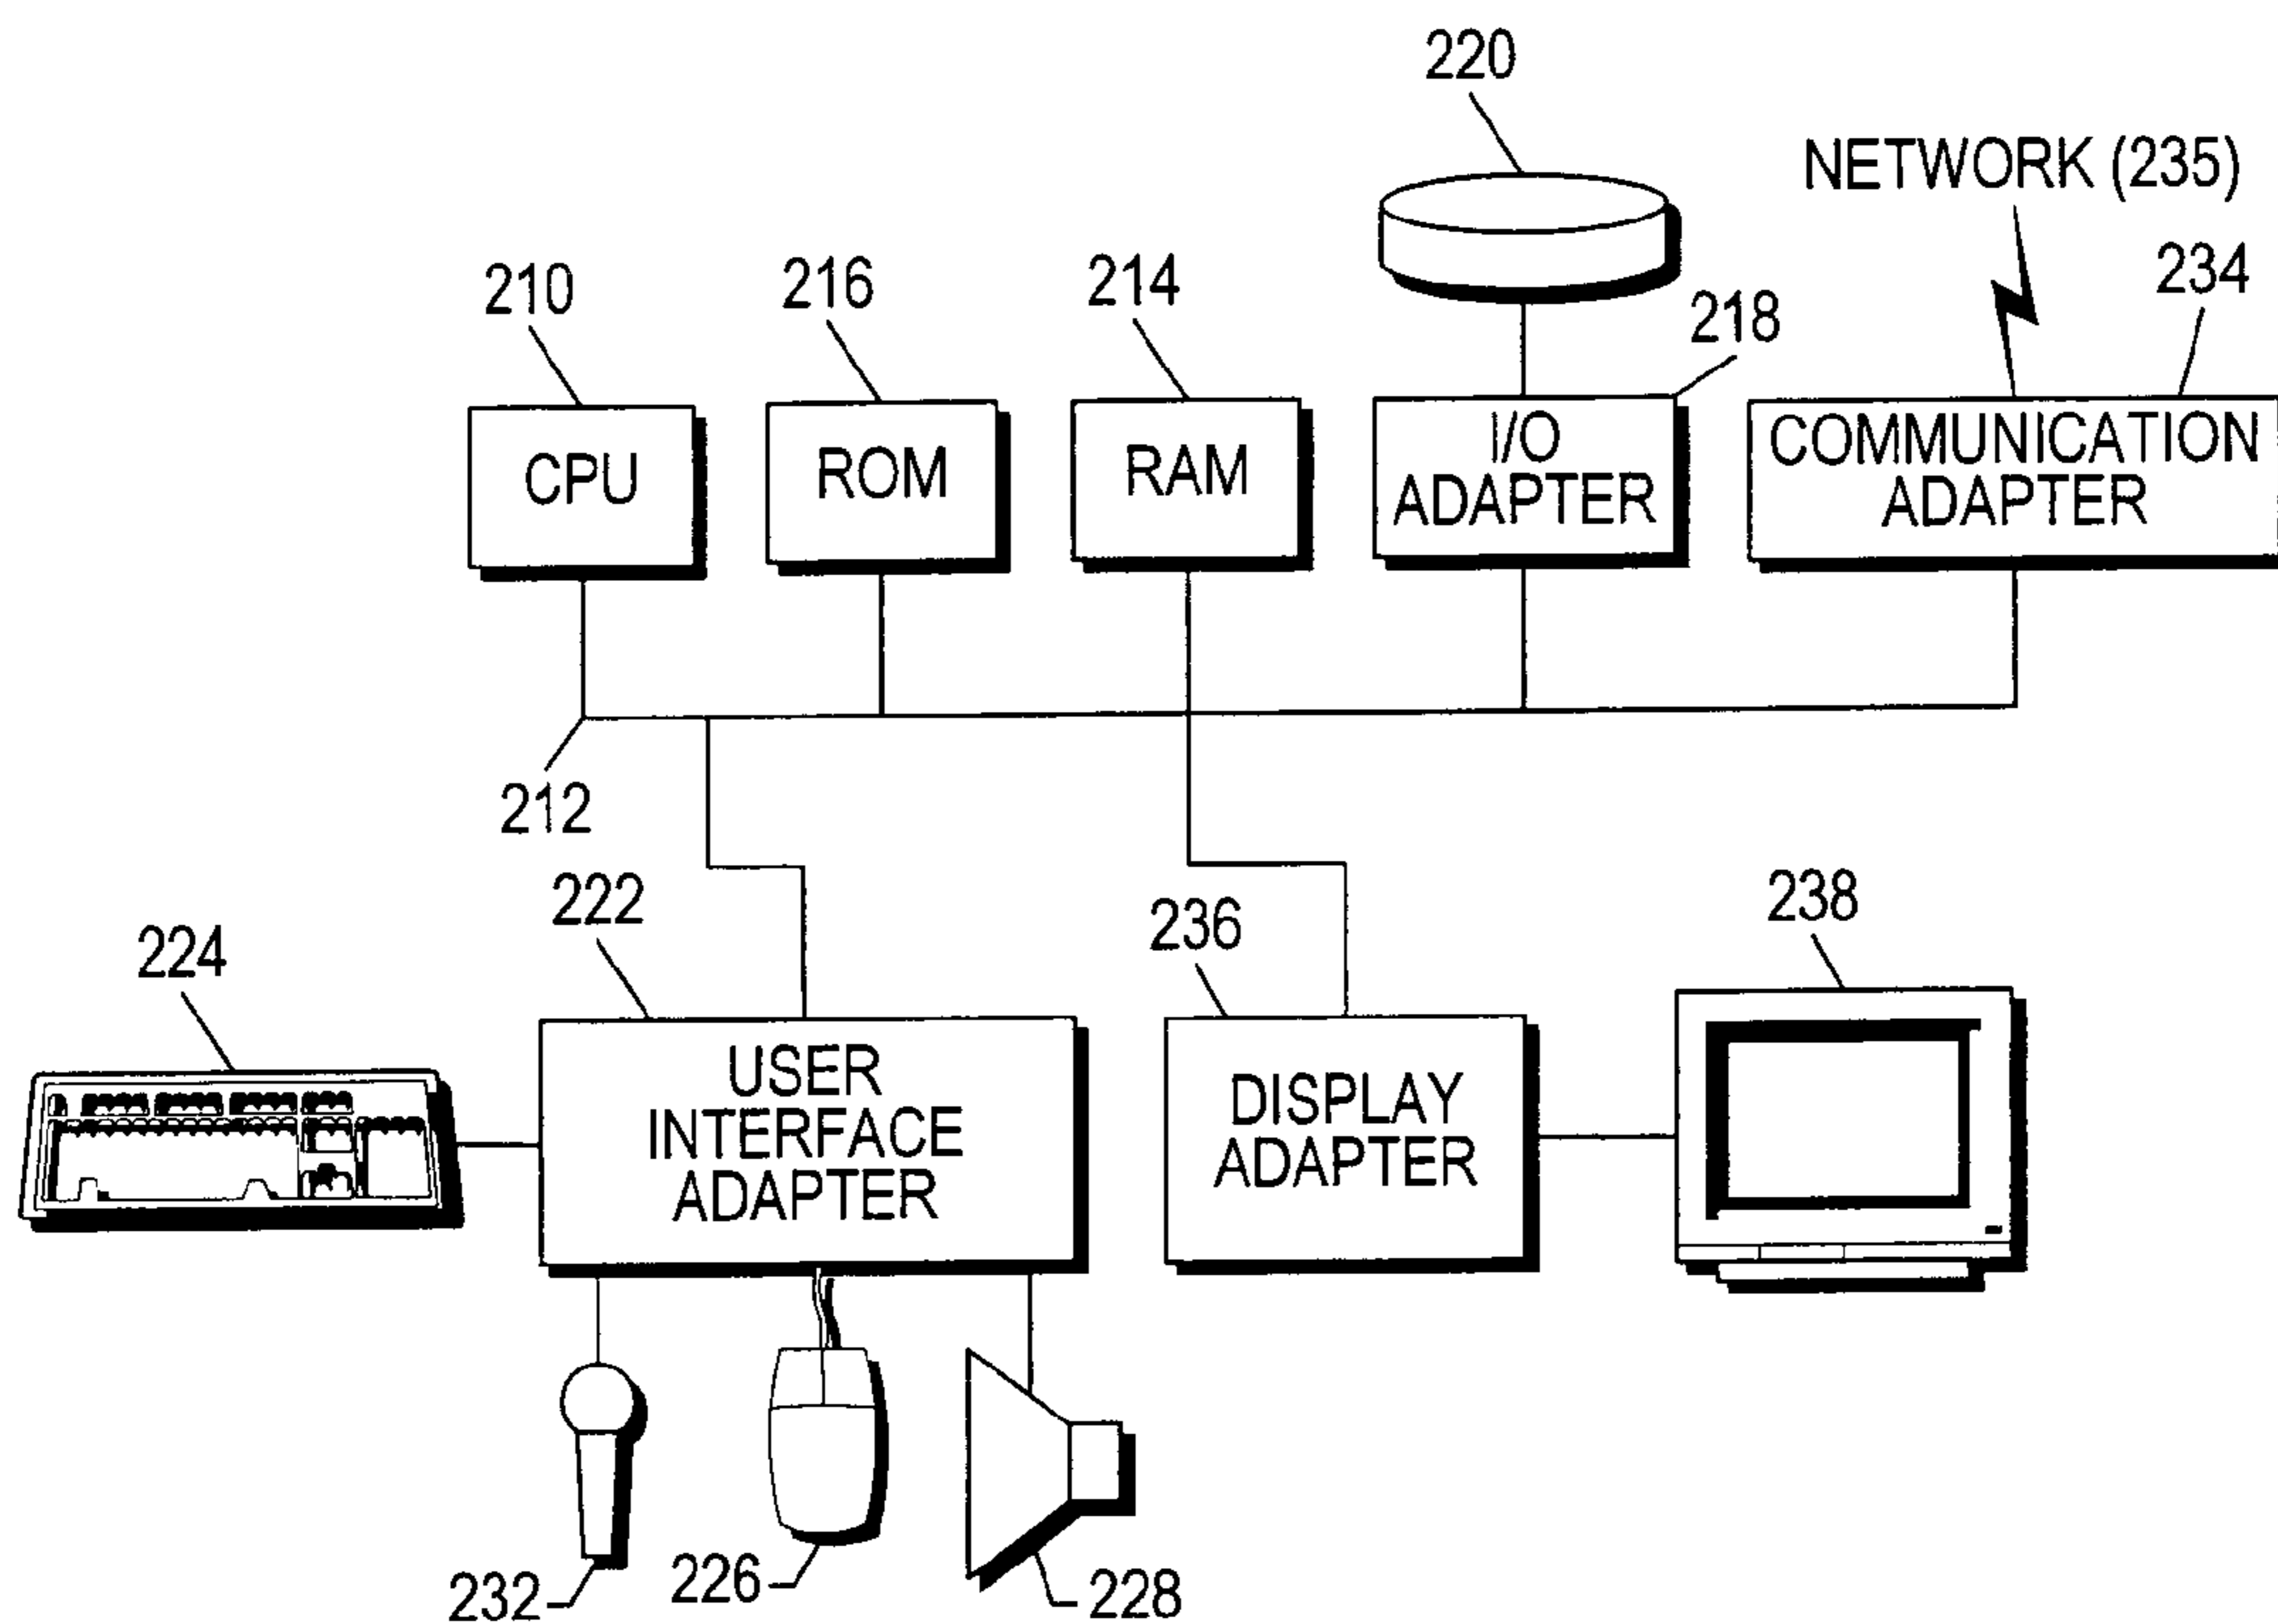 220
NETWORK (235)
210
216
214
218
234
CPU
ROM
RAM
I/O
ADAPTER
COMMUNICATION
ADAPTER
212
222
236
238
224
USER
INTERFACE
ADAPTER
DISPLAY
ADAPTER
232
226
228